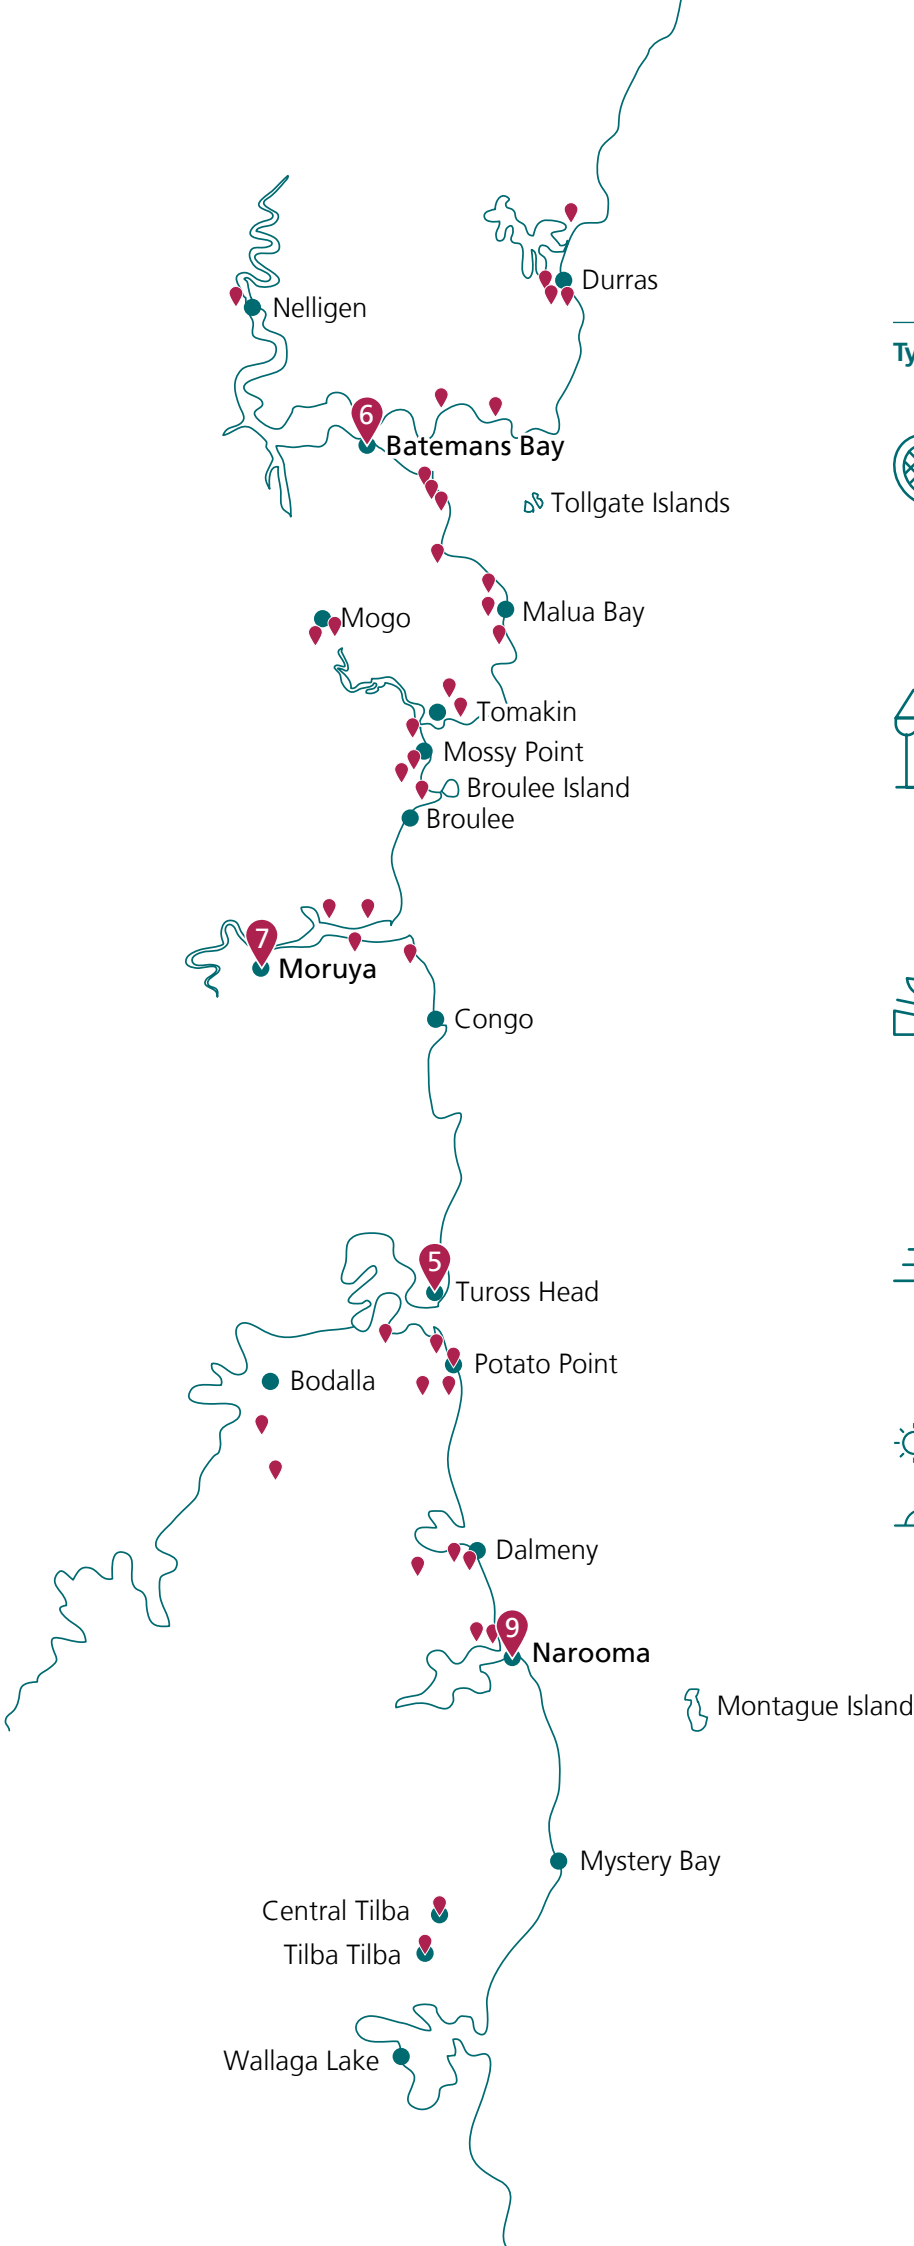 Durras
Nelligen
Ty
6
Batemans Bay
Tollgate Islands
Malua Bay
Mogo
Tomakin
Mossy Point
Broulee Island
Broulee
7
Moruya
Congo
5
Tuross Head
Potato Point
Bodalla
Dalmeny
9
Narooma
Montague Island
Mystery Bay
Central Tilba
Tilba Tilba
Wallaga Lake